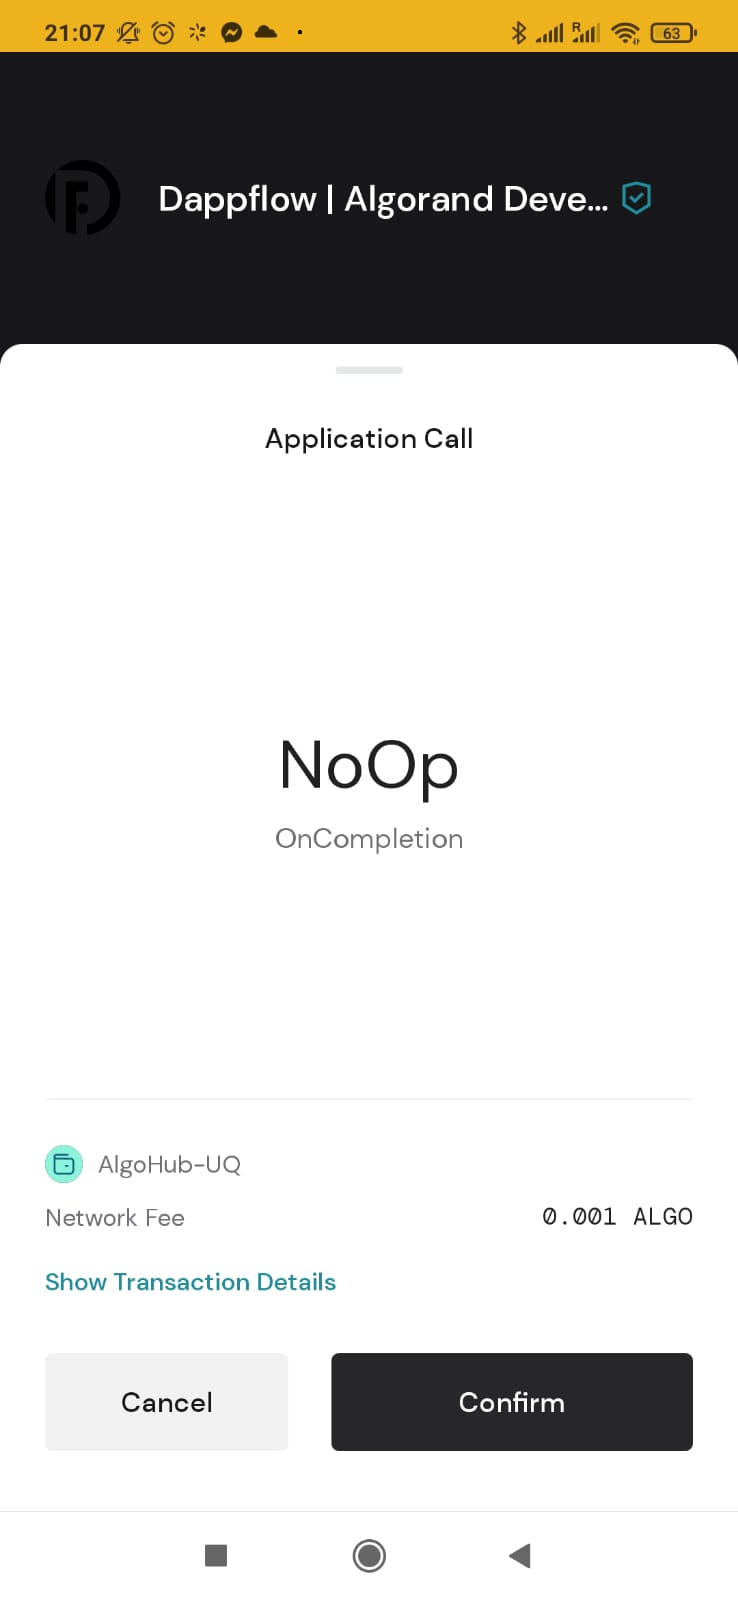 21:07
R
63
Dappflow | Algorand Deve...
Application Call
NoOp
OnCompletion
AlgoHub-UQ
Network Fee 0.001 ALGO
Show Transaction Details
Cancel Confirm